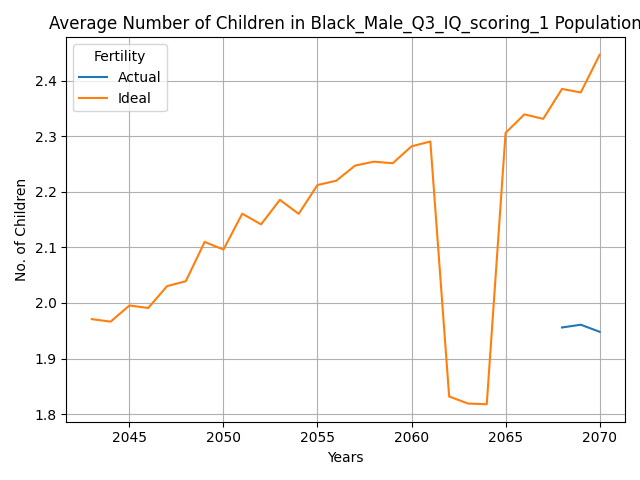 Average Number of Children in Black_Male_Q3_IQ_scoring_1 Population
Fertility
Actual
Ideal
2.4
2.3
2.2
2.1
2.0
1.9
1.8
No. of Children
2045 2050 2055 2060 2065 2070
Years